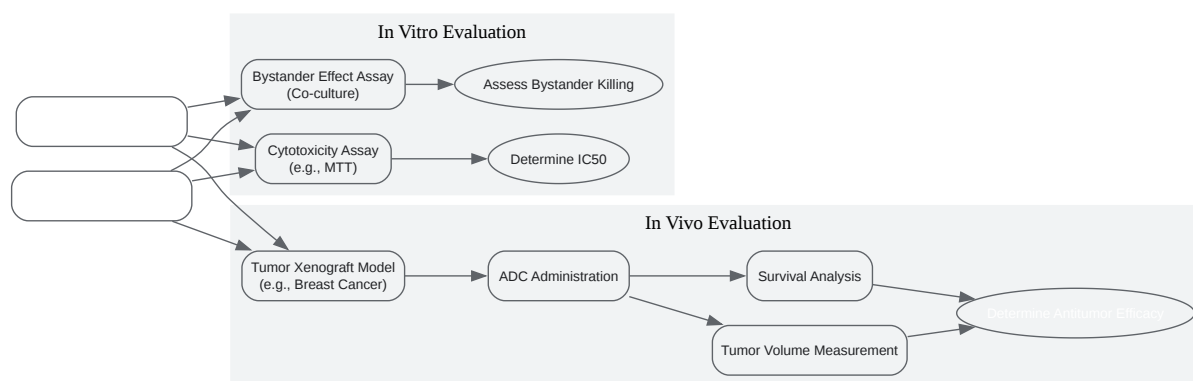 In Vitro Evaluation
Bystander Effect Assay
(Co-culture)
Assess Bystander Killing
Cytotoxicity Assay
(e.g., MTT)
Determine IC50
In Vivo Evaluation
Tumor Xenograft Model
(e.g., Breast Cancer)
ADC Administration
Survival Analysis
Determine Antitumor Efficacy
Tumor Volume Measurement